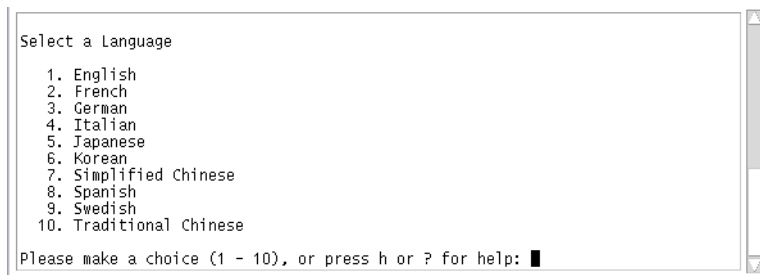 Select a Language
1. English
2. French
3. German
4. Italian
5. Japanese
6. Korean
7. Simplified Chinese
8. Spanish
9. Swedish
10. Traditional Chinese
Please make a choice (1 - 10), or press h or ? for help: